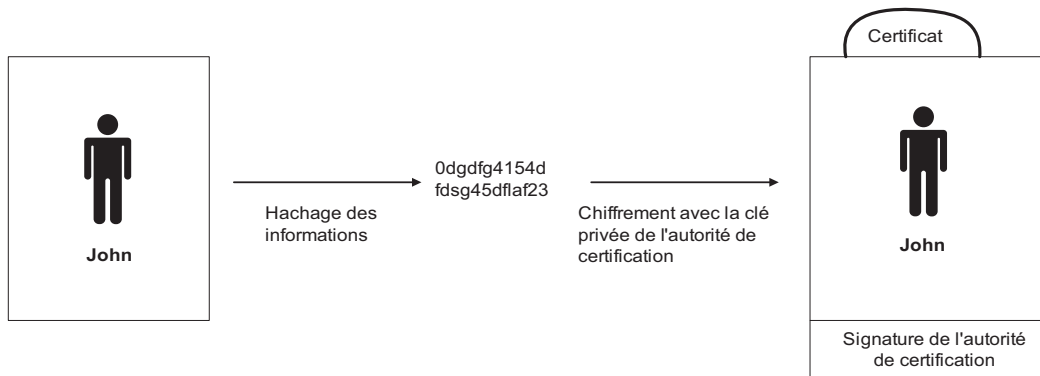 John
Hachage des
informations
0dgdfg4154d
fdsg45dflaf23
Chiffrement avec la clé
privée de l'autorité de
certification
Certificat
John
Signature de l'autorité
de certification